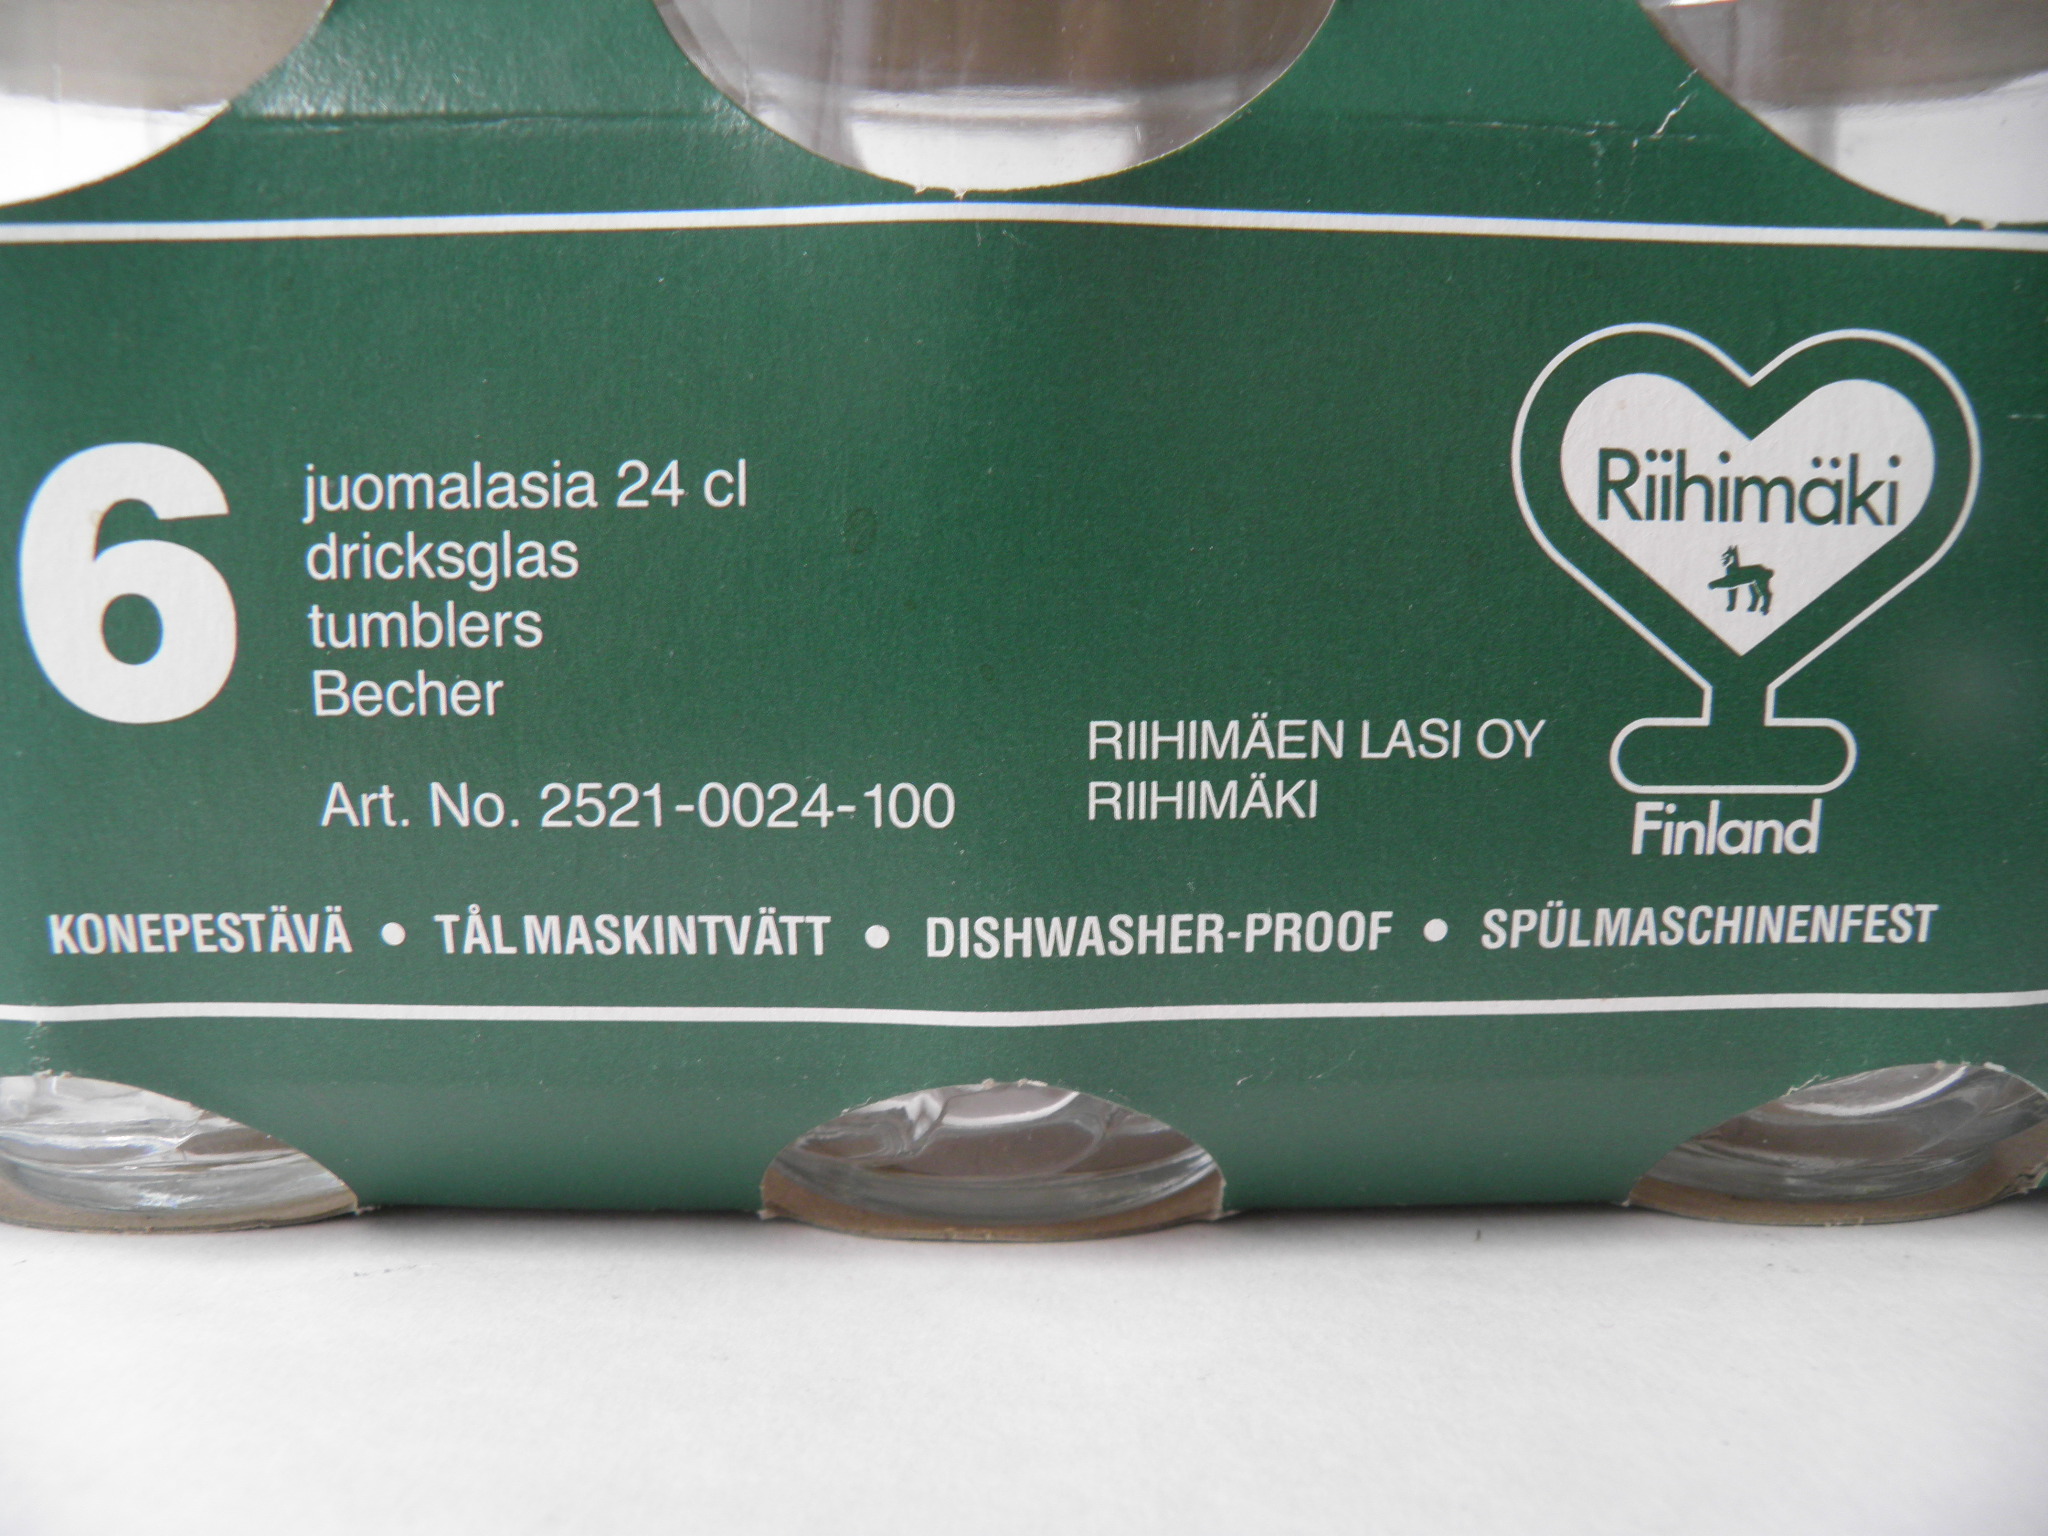 6
juomalasia 24 cl
dricksglas
tumblers
Becher
Art. No. 2521-0024-100
RIIHIMÄEN LASI OY
RIIHIMÄKI
Riihimäki
Finland
KONEPESTÄVÄ • TÅL MASKINTVÄTT • DISHWASHER-PROOF • SPÜLMASCHINENFEST